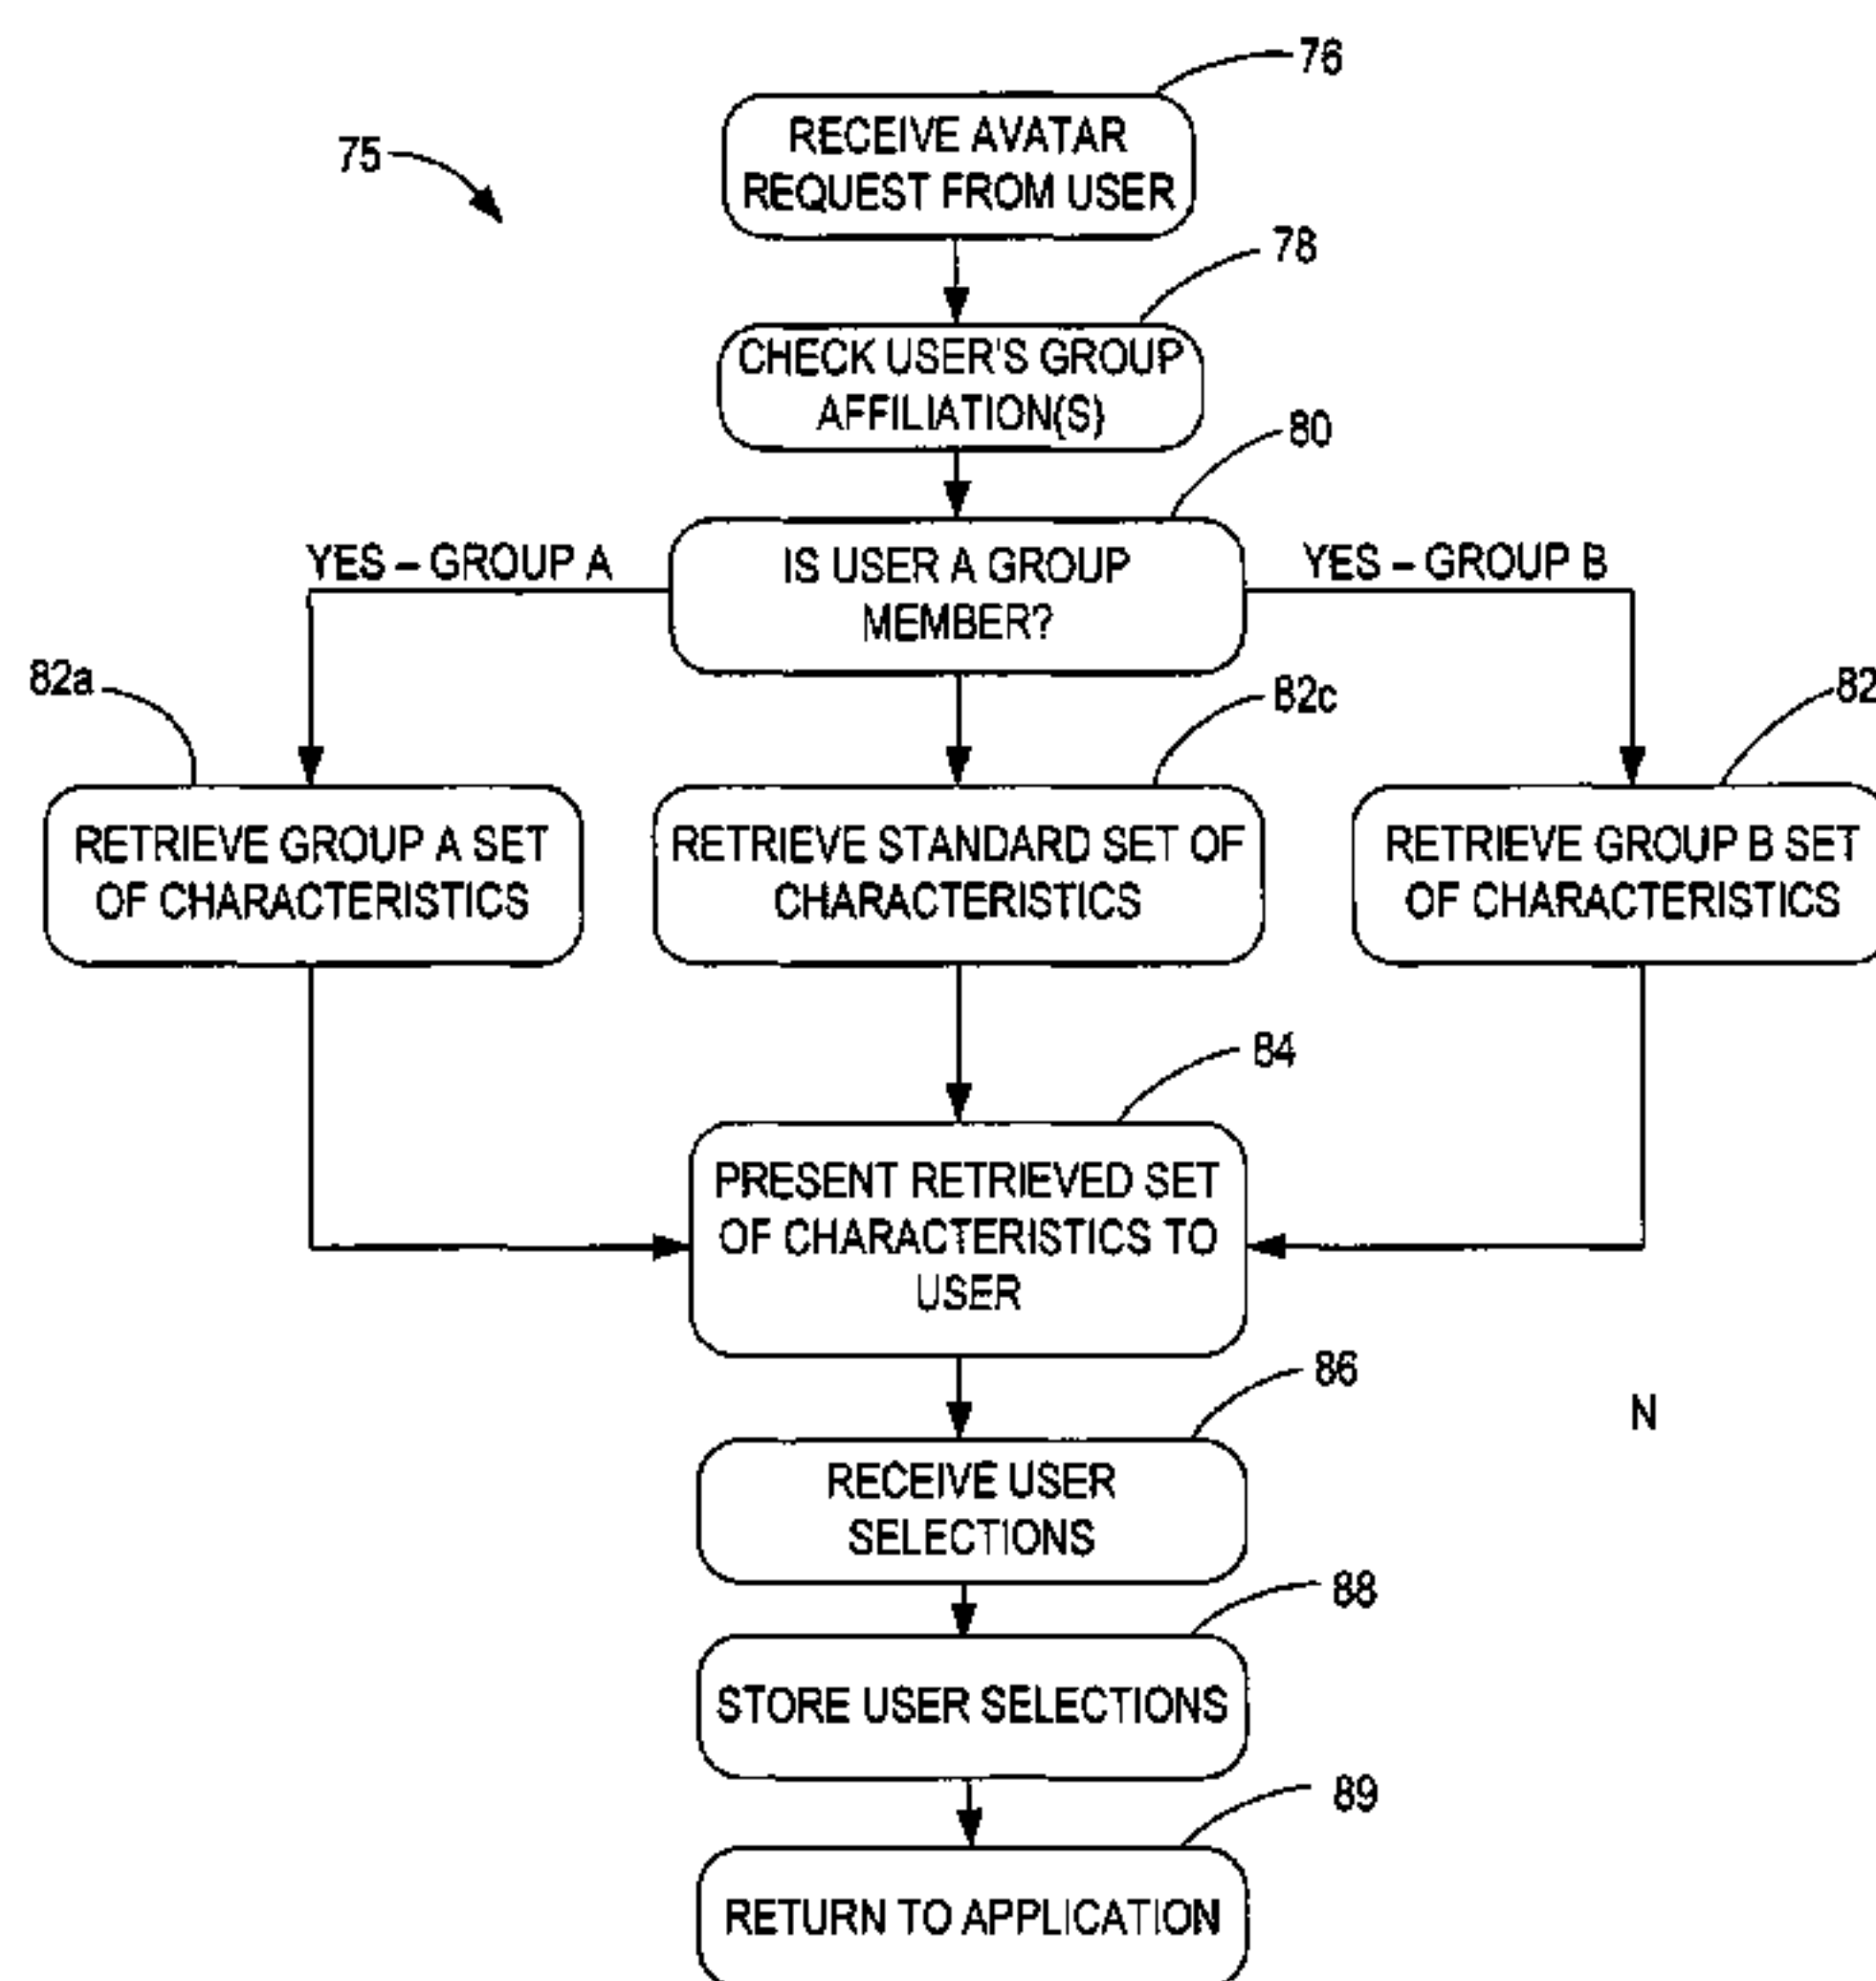 76
75
RECEIVE AVATAR
REQUEST FROM USER
78
CHECK USER'S GROUP
AFFILIATION(S)
80
YES – GROUP A
IS USER A GROUP
MEMBER?
YES – GROUP B
82a
82c
82
RETRIEVE GROUP A SET
OF CHARACTERISTICS
RETRIEVE STANDARD SET OF
CHARACTERISTICS
RETRIEVE GROUP B SET
OF CHARACTERISTICS
84
PRESENT RETRIEVED SET
OF CHARACTERISTICS TO
USER
86
N
RECEIVE USER
SELECTIONS
88
STORE USER SELECTIONS
89
RETURN TO APPLICATION